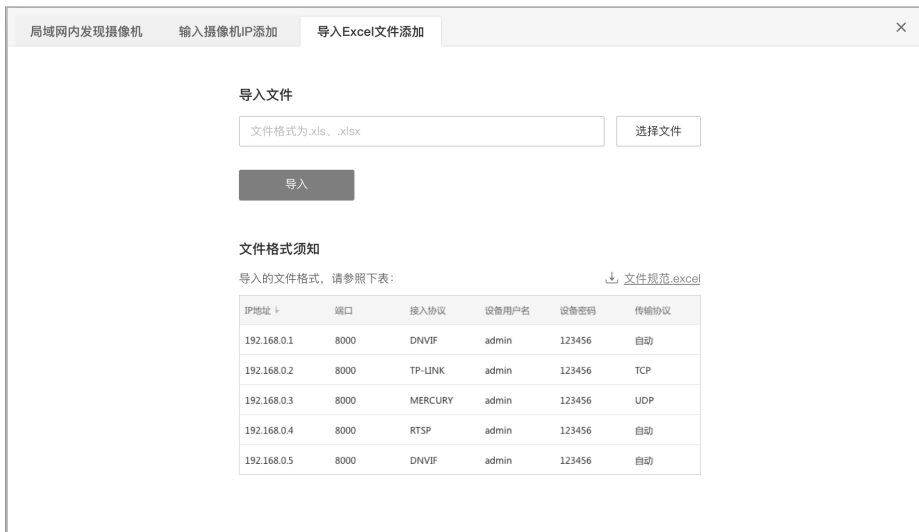 局域网内发现摄像机 输入摄像机IP添加 导入Excel文件添加
导入文件
文件格式为.xls、.xlsx 选择文件
导入
文件格式须知
导入的文件格式，请参照下表： 文件规范.excel
IP地址 端口 接入协议 设备用户名 设备密码 传输协议
192.168.0.1 8000 DNVIF admin 123456 自动
192.168.0.2 8000 TP-LINK admin 123456 TCP
192.168.0.3 8000 MERCURY admin 123456 UDP
192.168.0.4 8000 RTSP admin 123456 自动
192.168.0.5 8000 DNVIF admin 123456 自动